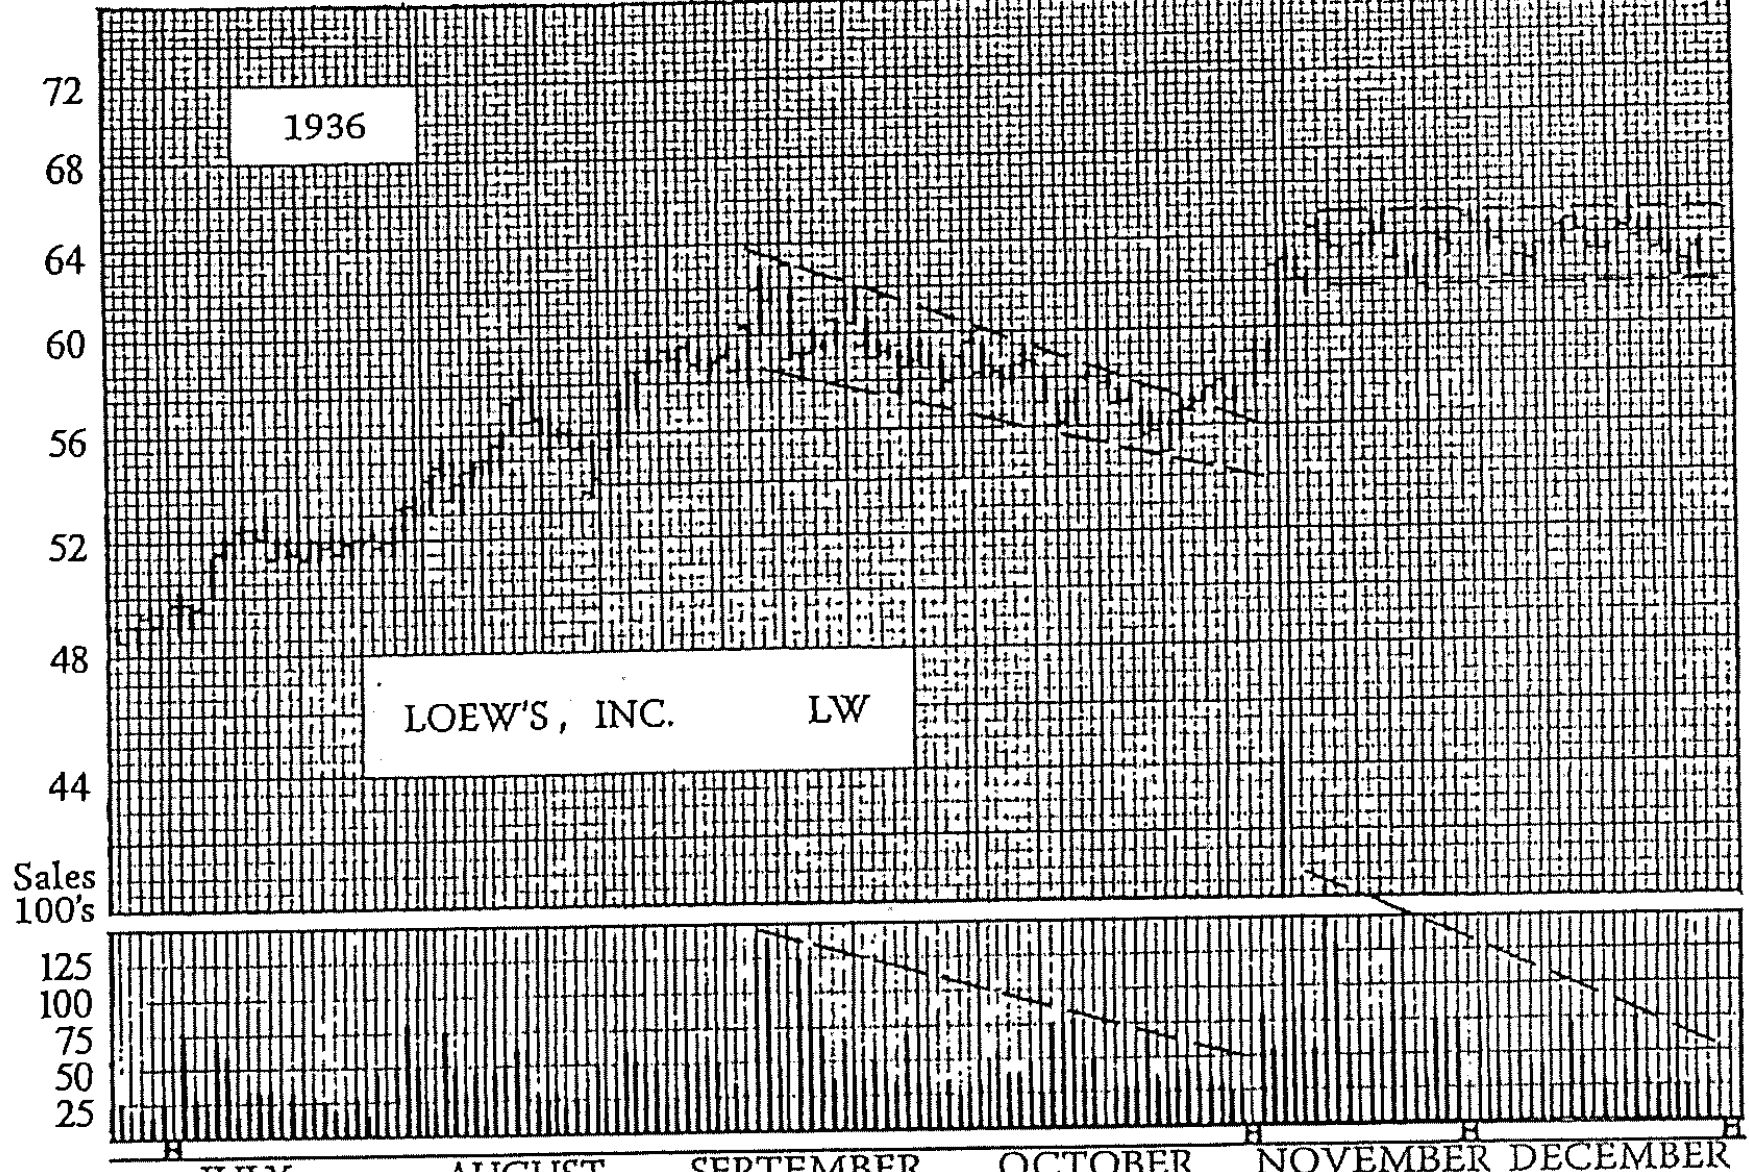 72
1936
68
64
60
56
52
48
LOEW'S, INC. LW
44
Sales
100's
125
100
75
50
25
H H H H
JULY AUGUST SEPTEMBER OCTOBER NOVEMBER DECEMBER